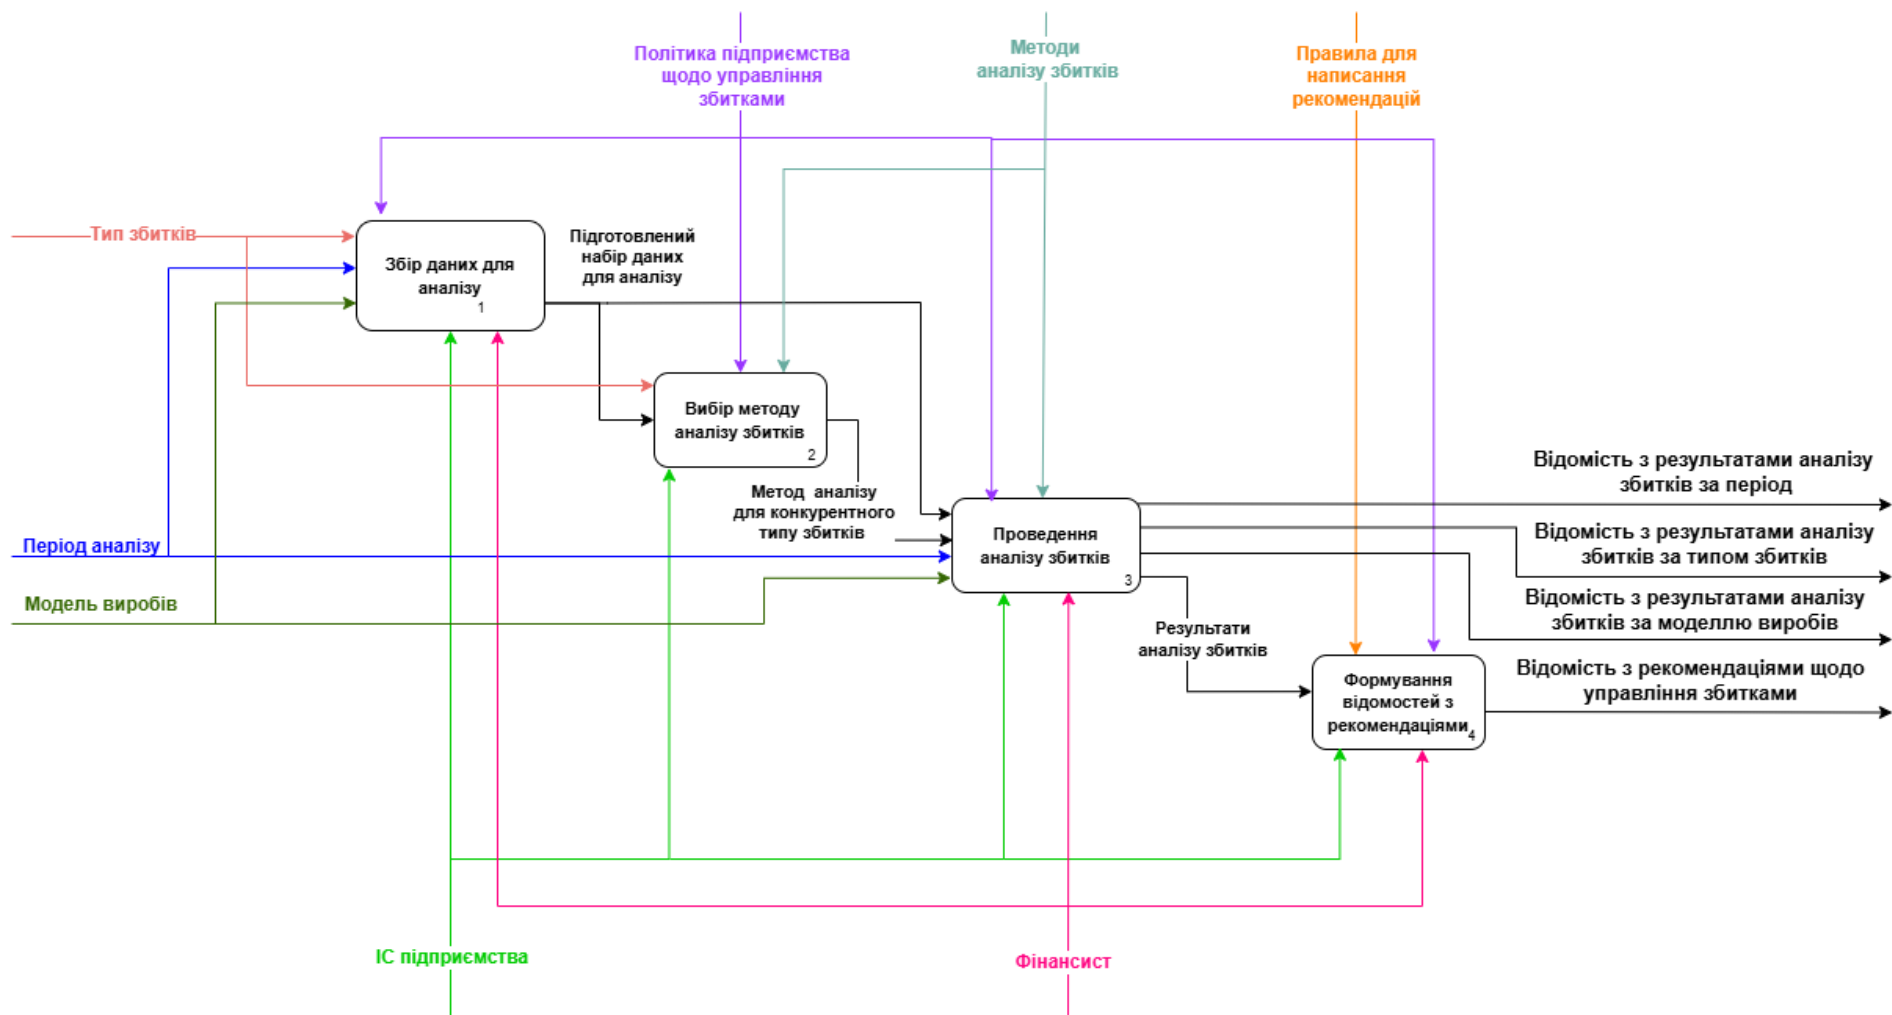 Політика підприємства
щодо управління
збитками
Методи
аналізу збитків
Правила для
написання
рекомендацій
Тип збитків
Збір даних для
аналізу
1
Підготовлений
набір даних
для аналізу
Вибір методу
аналізу збитків
2
Метод аналізу
для конкурентного
типу збитків
Період аналізу
Модель виробів
Проведення
аналізу збитків
3
Відомість з результатами аналізу
збитків за період
Відомість з результатами аналізу
збитків за типом збитків
Відомість з результатами аналізу
збитків за моделлю виробів
Результати
аналізу збитків
Формування
відомостей з
рекомендаціями
4
Відомість з рекомендаціями щодо
управління збитками
ІС підприємства
Фінансист